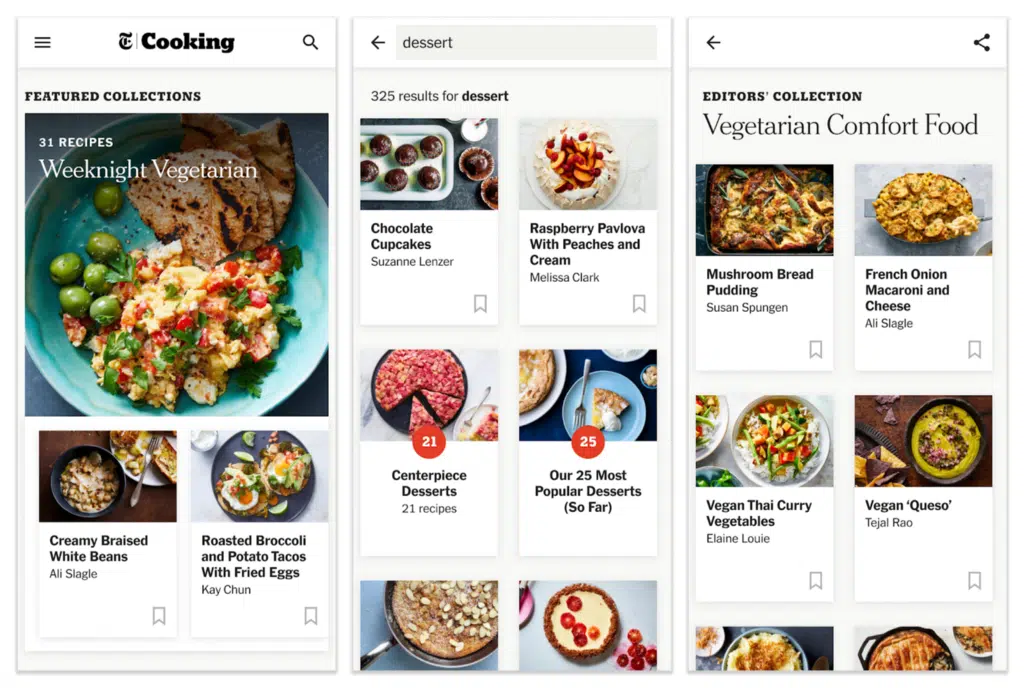 T Cooking
FEATURED COLLECTIONS
31 RECIPES
Weeknight Vegetarian
Creamy Braised
White Beans
Ali Slagle
Roasted Broccoli
and Potato Tacos
With Fried Eggs
Kay Chun
dessert
325 results for dessert
Chocolate
Cupcakes
Suzanne Lenzer
Raspberry Pavlova
With Peaches and
Cream
Melissa Clark
21
Centerpiece
Desserts
21 recipes
25
Our 25 Most
Popular Desserts
(So Far)
EDITORS’ COLLECTION
Vegetarian Comfort Food
Mushroom Bread
Pudding
Susan Spungen
French Onion
Macaroni and
Cheese
Ali Slagle
Vegan Thai Curry
Vegetables
Elaine Louie
Vegan ‘Queso’
Tejal Rao